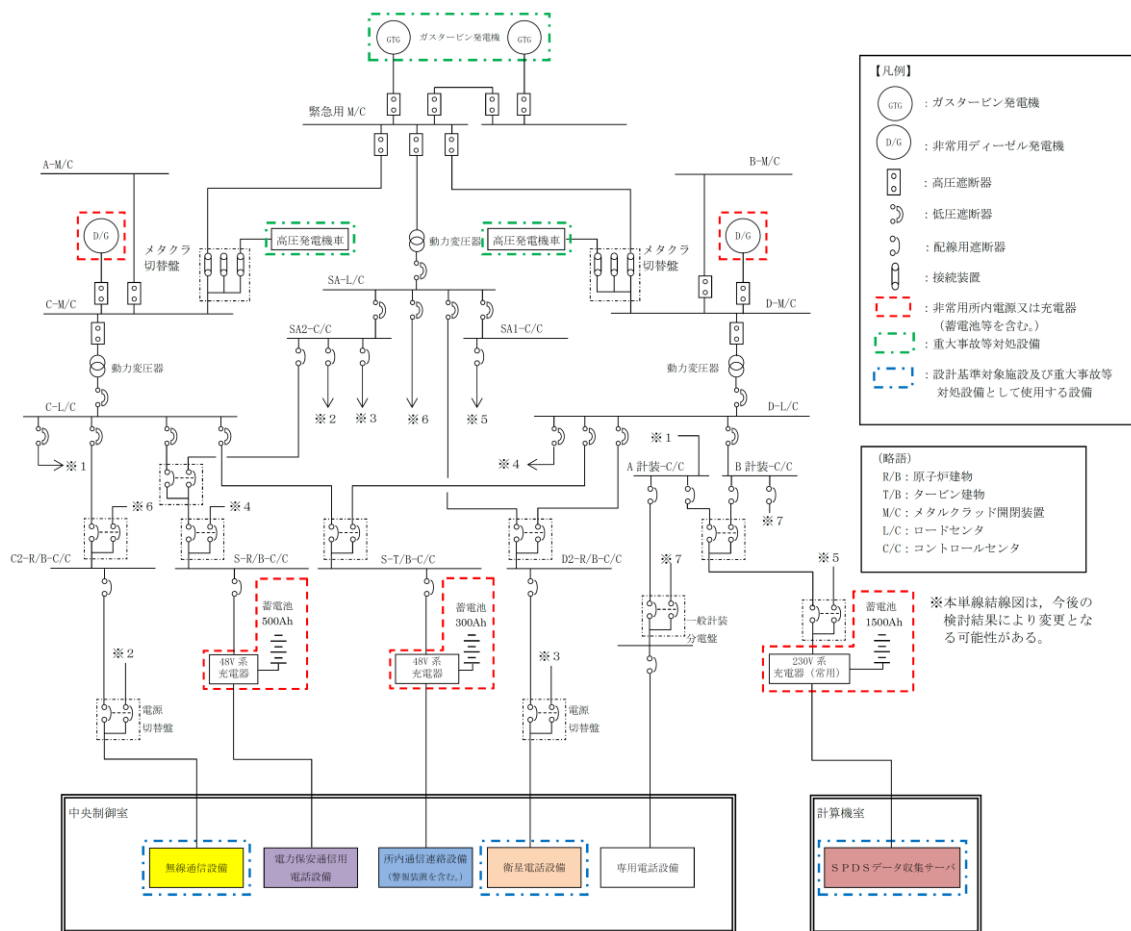 GTG
ガスタービン発電機
GTG
緊急用 M/C
A-M/C
B-M/C
D/G
メタクラ
切替盤
高圧発電機車
動力変圧器
高圧発電機車
メタクラ
切替盤
D/G
C-M/C
SA-L/C
D-M/C
動力変圧器
SA2-C/C
SA1-C/C
動力変圧器
※2
※3
※6
※5
C-L/C
D-L/C
※1
※4
※1
A 計装-C/C
B 計装-C/C
※6
※4
※7
C2-R/B-C/C
S-R/B-C/C
S-T/B-C/C
D2-R/B-C/C
※7
※5
蓄電池
500Ah
蓄電池
300Ah
一般計装
分電盤
蓄電池
1500Ah
※2
48V 系
充電器
48V 系
充電器
※3
230V 系
充電器（常用）
電源
切替盤
電源
切替盤
中央制御室
無線通信設備
電力保安通信用
電話設備
所内通信連絡設備
（警報装置を含む。）
衛星電話設備
専用電話設備
計算機室
SPDSデータ収集サーバ
【凡例】
GTG
：ガスタービン発電機
D/G
：非常用ディーゼル発電機
：高圧遮断器
：低圧遮断器
：配線用遮断器
：接続装置
：非常用所内電源又は充電器
（蓄電池等を含む。）
：重大事故等対処設備
：設計基準対象施設及び重大事故等
対処設備として使用する設備
（略語）
R/B：原子炉建物
T/B：タービン建物
M/C：メタルクラッド開閉装置
L/C：ロードセンタ
C/C：コントロールセンタ
※本単線結線図は，今後の
検討結果により変更とな
る可能性がある。